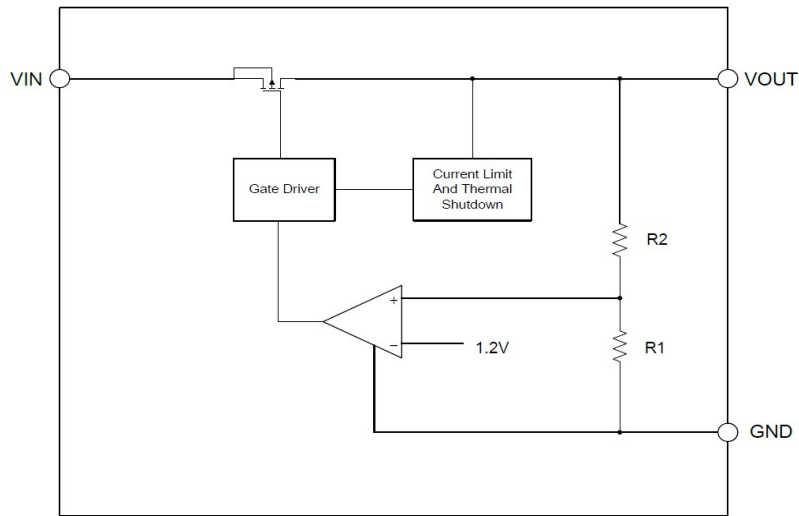 VIN
VOUT
Gate Driver
Current Limit
And Thermal
Shutdown
R2
+
−
1.2V
R1
GND